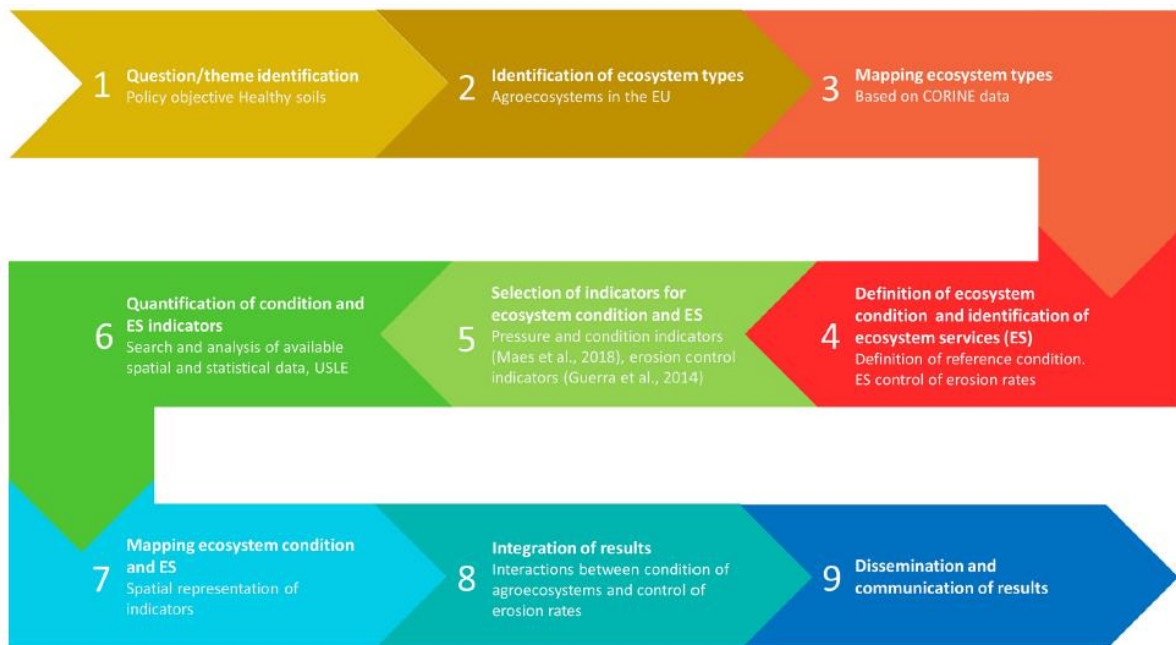 1
Question/theme identification
Policy objective Healthy soils
2
Identification of ecosystem types
Agroecosystems in the EU
3
Mapping ecosystem types
Based on CORINE data
4
Definition of ecosystem
condition and identification of
ecosystem services (ES)
Definition of reference condition.
ES control of erosion rates
5
Selection of indicators for
ecosystem condition and ES
Pressure and condition indicators
(Maes et al., 2018), erosion control
indicators (Guerra et al., 2014)
6
Quantification of condition and
ES indicators
Search and analysis of available
spatial and statistical data, USLE
7
Mapping ecosystem condition
and ES
Spatial representation of
indicators
8
Integration of results
Interactions between condition of
agroecosystems and control of
erosion rates
9
Dissemination and
communication of results